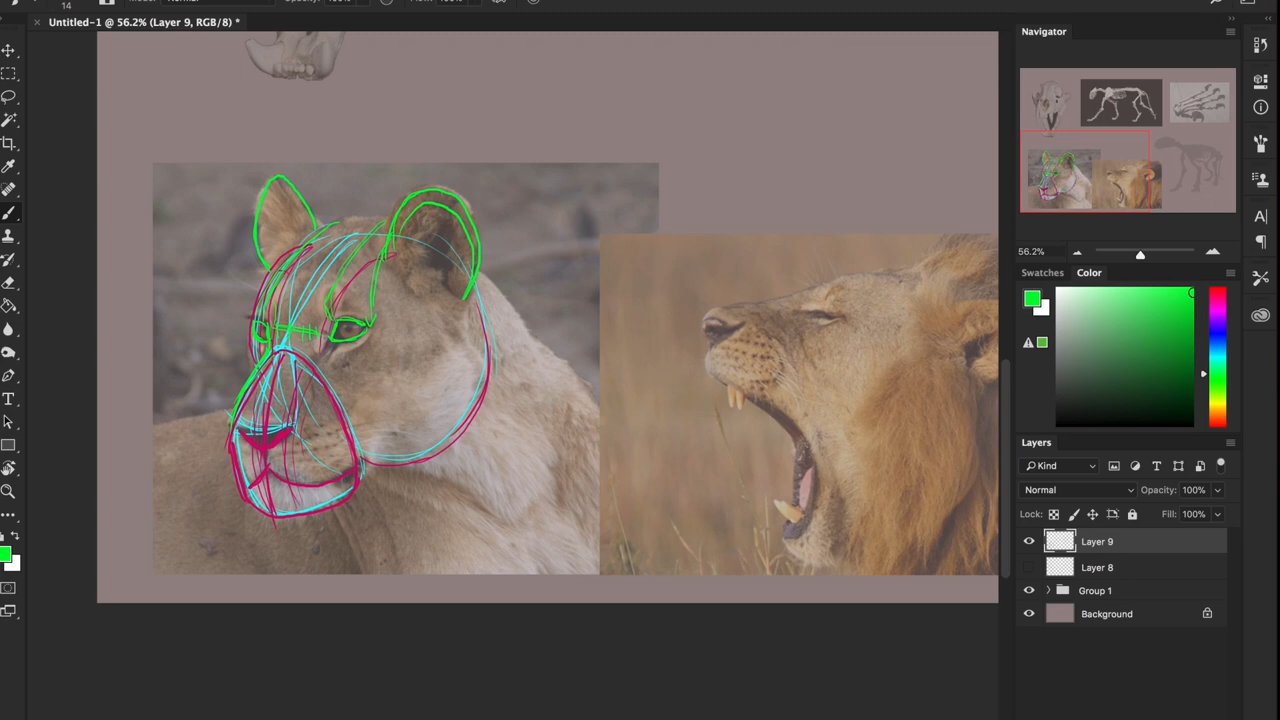 14
Normal
Untitled-1 @ 56.2% (Layer 9, RGB/8) *
Navigator
56.2%
Swatches
Color
Layers
Kind
Normal
Opacity: 100%
Lock:
Fill: 100%
Layer 9
Layer 8
Group 1
Background